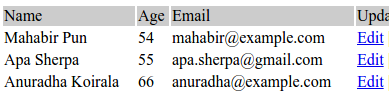 Name Age Email Upda
Mahabir Pun 54 mahabir@example.com Edit
Apa Sherpa 55 apa.sherpa@gmail.com Edit
Anuradha Koirala 66 anuradha@example.com Edit